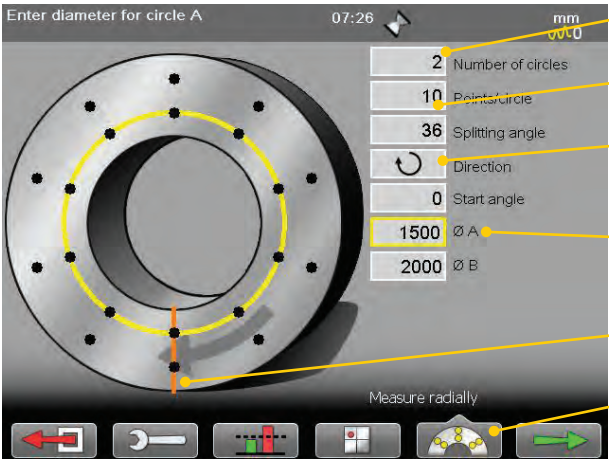 Enter diameter for circle A
07:26
mm
0
2 Number of circles
10 Points/circle
36 Splitting angle
Direction
0 Start angle
1500 Ø A
2000 Ø B
Measure radially